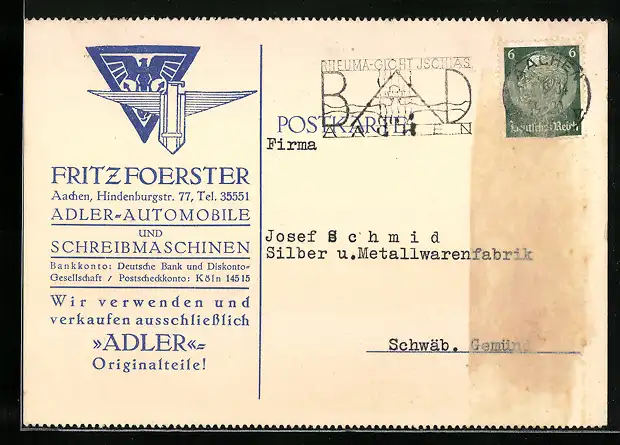 FRITZ FOERSTER
Aachen, Hindenburgstr. 77, Tel. 35551
ADLER=AUTOMOBILE
UND
SCHREIBMASCHINEN
Bankkonto: Deutsche Bank und Diskonto=
Gesellschaft / Postscheckkonto: Köln 14515
Wir verwenden und
verkaufen ausschließlich
»ADLER«=
Originalteile!
RHEUMA-GICHT ISCHIAS
BAD
AACHEN
POSTKARTE
Firma
6 6
AACHEN
Deutsches Reich
Josef Schmid
Silber u.Metallwarenfabrik
Schwäb. Gemünd